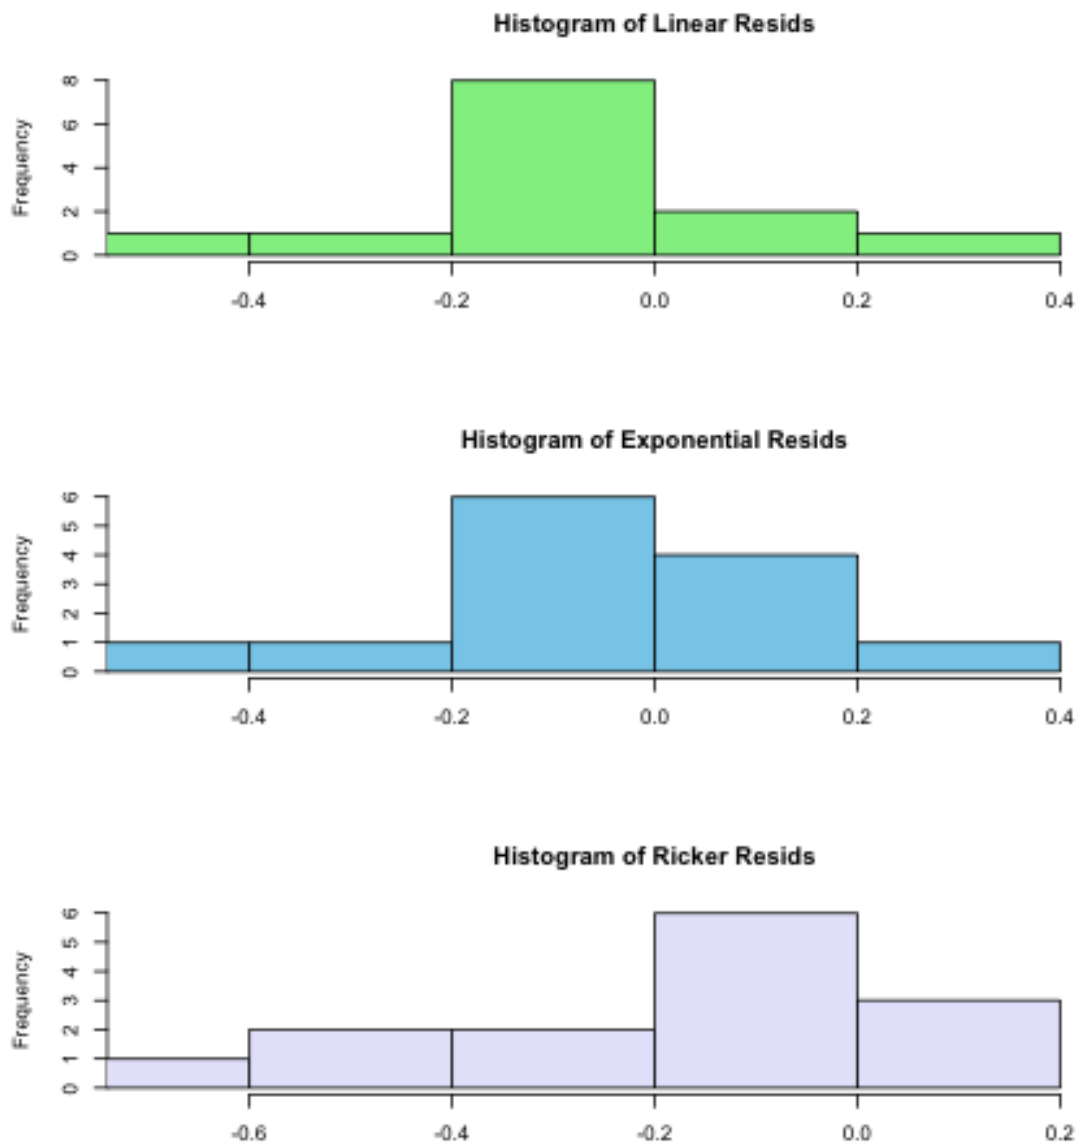 Histogram of Linear Resids
Frequency
8
6
4
2
0
-0.4 -0.2 0.0 0.2 0.4
Histogram of Exponential Resids
Frequency
6
5
4
3
2
1
0
-0.4 -0.2 0.0 0.2 0.4
Histogram of Ricker Resids
Frequency
6
5
4
3
2
1
0
-0.6 -0.4 -0.2 0.0 0.2